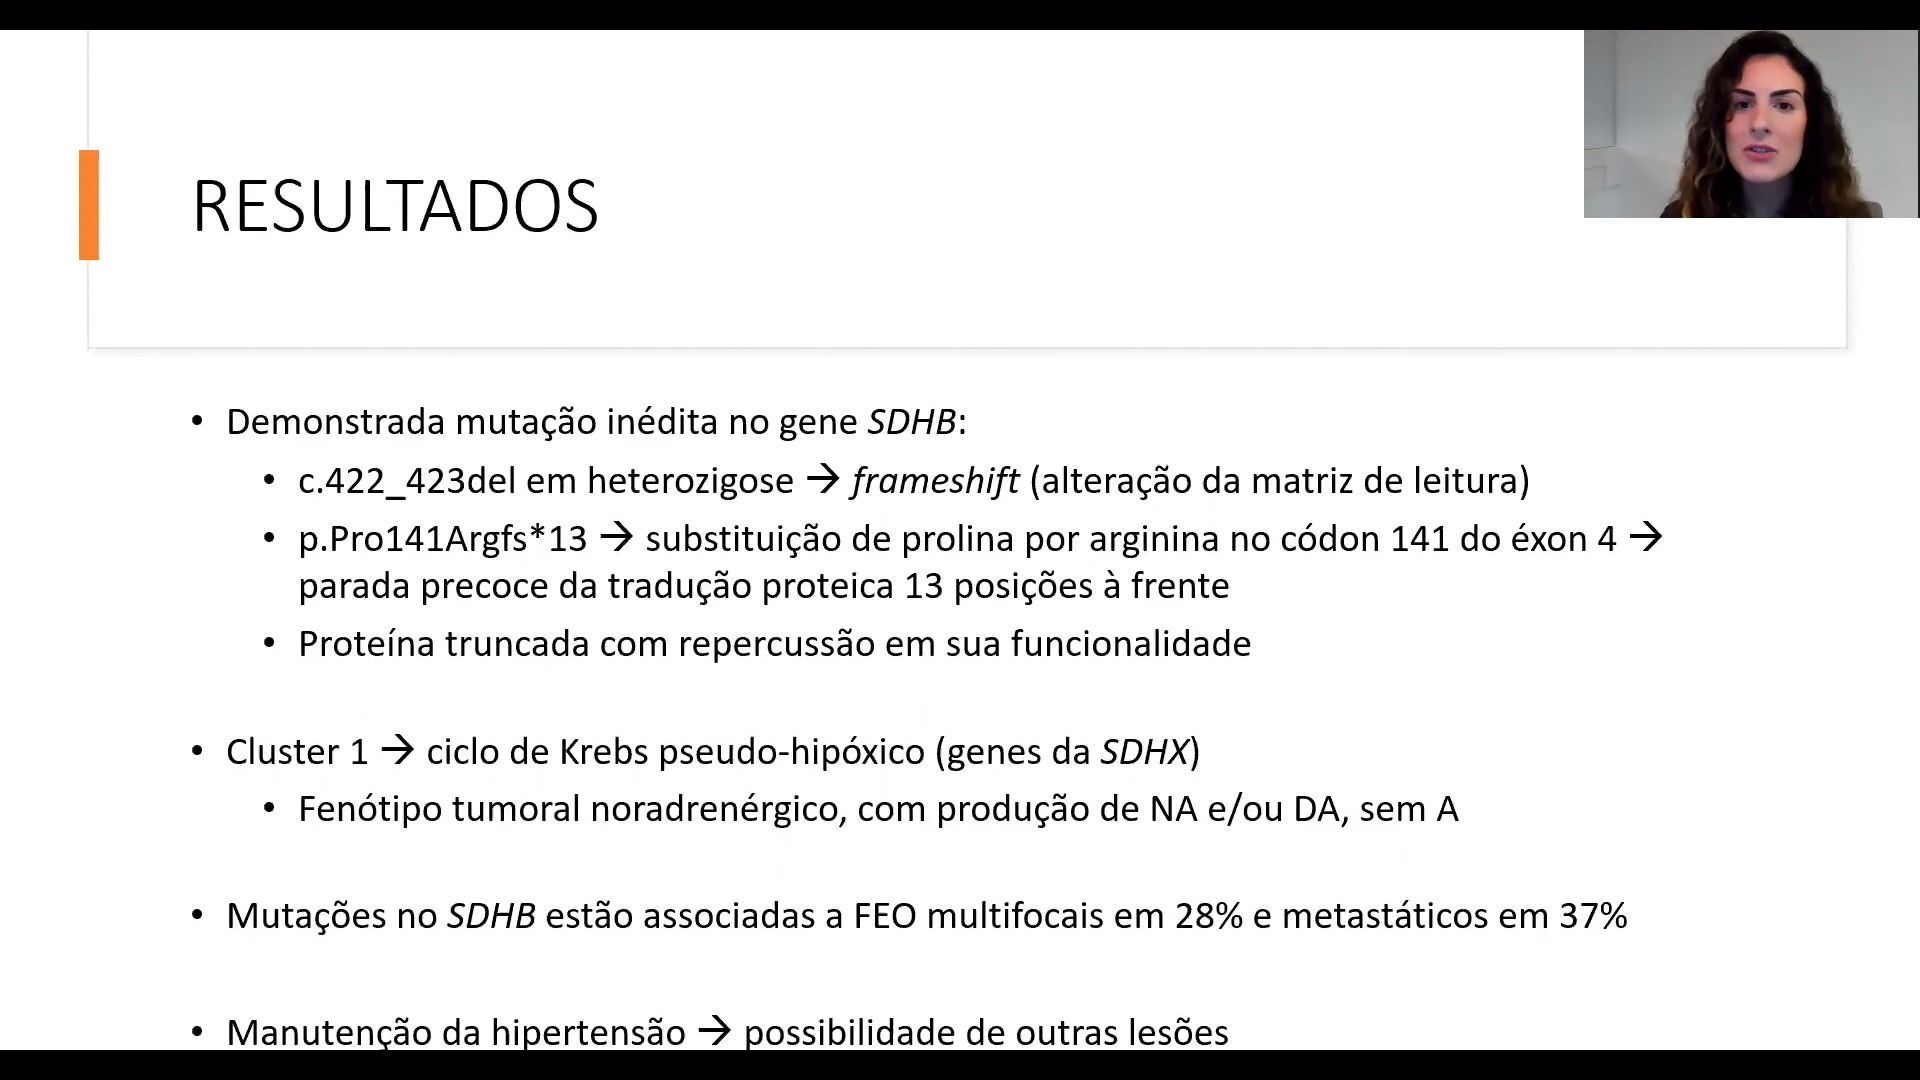 RESULTADOS
• Demonstrada mutação inédita no gene SDHB:
• c.422_423del em heterozigose → frameshift (alteração da matriz de leitura)
• p.Pro141Argfs*13 → substituição de prolina por arginina no códon 141 do éxon 4 →
parada precoce da tradução proteica 13 posições à frente
• Proteína truncada com repercussão em sua funcionalidade
• Cluster 1 → ciclo de Krebs pseudo-hipóxico (genes da SDHX)
• Fenótipo tumoral noradrenérgico, com produção de NA e/ou DA, sem A
• Mutações no SDHB estão associadas a FEO multifocais em 28% e metastáticos em 37%
• Manutenção da hipertensão → possibilidade de outras lesões